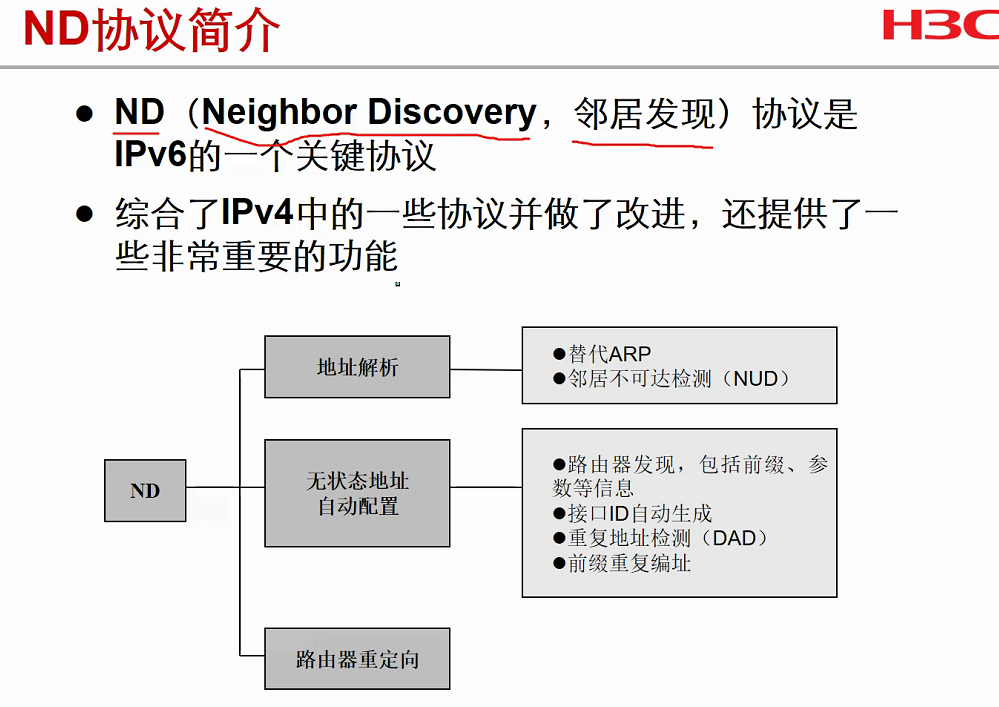 ND协议简介
H3C
●ND（Neighbor Discovery，邻居发现）协议是
IPv6的一个关键协议
●综合了IPv4中的一些协议并做了改进，还提供了一
些非常重要的功能
地址解析
●替代ARP
●邻居不可达检测（NUD）
ND
无状态地址
自动配置
●路由器发现，包括前缀、参
数等信息
●接口ID自动生成
●重复地址检测（DAD）
●前缀重复编址
路由器重定向